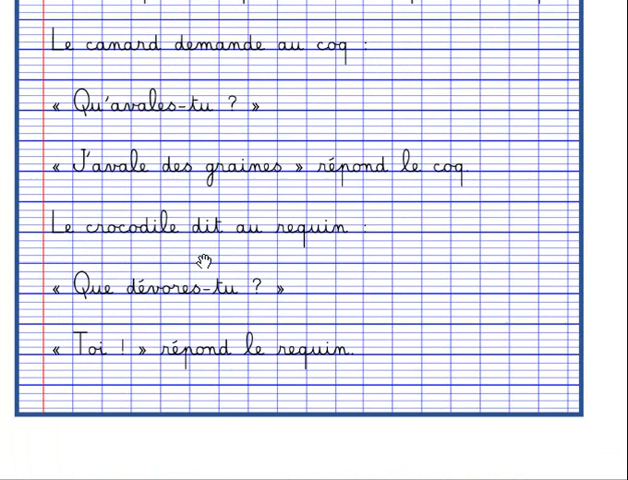 Le canard demande au coq :
« Qu'avales-tu ? »
« J'avale des graines » répond le coq.
Le crocodile dit au requin :
« Que dévores-tu ? »
« Toi ! » répond le requin.